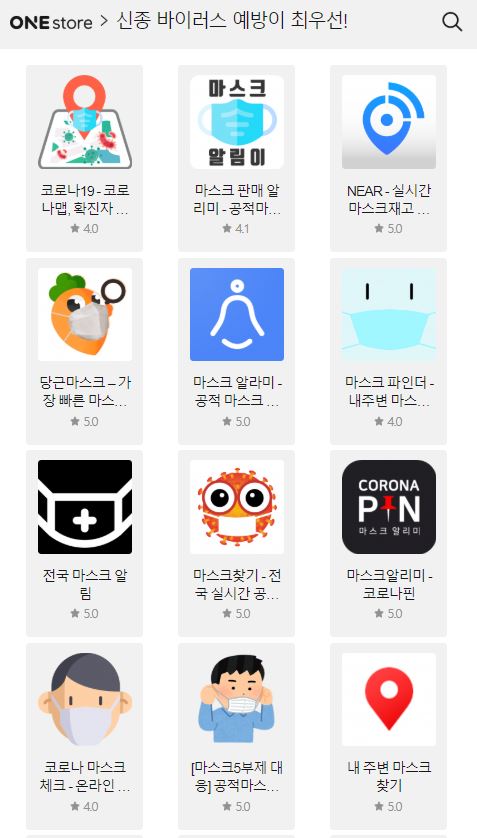 ONE store > 신종 바이러스 예방이 최우선!
마스크
알림이
코로나19 - 코로
나맵, 확진자 ...
★ 4.0
마스크 판매 알
리미 - 공적마...
★ 4.1
NEAR - 실시간
마스크재고 ...
★ 5.0
당근마스크 – 가
장 빠른 마스...
★ 5.0
마스크 알라미 -
공적 마스크 ...
★ 5.0
마스크 파인더 -
내주변 마스...
★ 4.0
CORONA
PIN
마스크 알리미
전국 마스크 알
림
★ 5.0
마스크찾기 - 전
국 실시간 공...
★ 5.0
마스크알리미 -
코로나핀
★ 5.0
코로나 마스크
체크 - 온라인 ...
★ 4.0
[마스크5부제 대
응] 공적마스...
★ 5.0
내 주변 마스크
찾기
★ 5.0